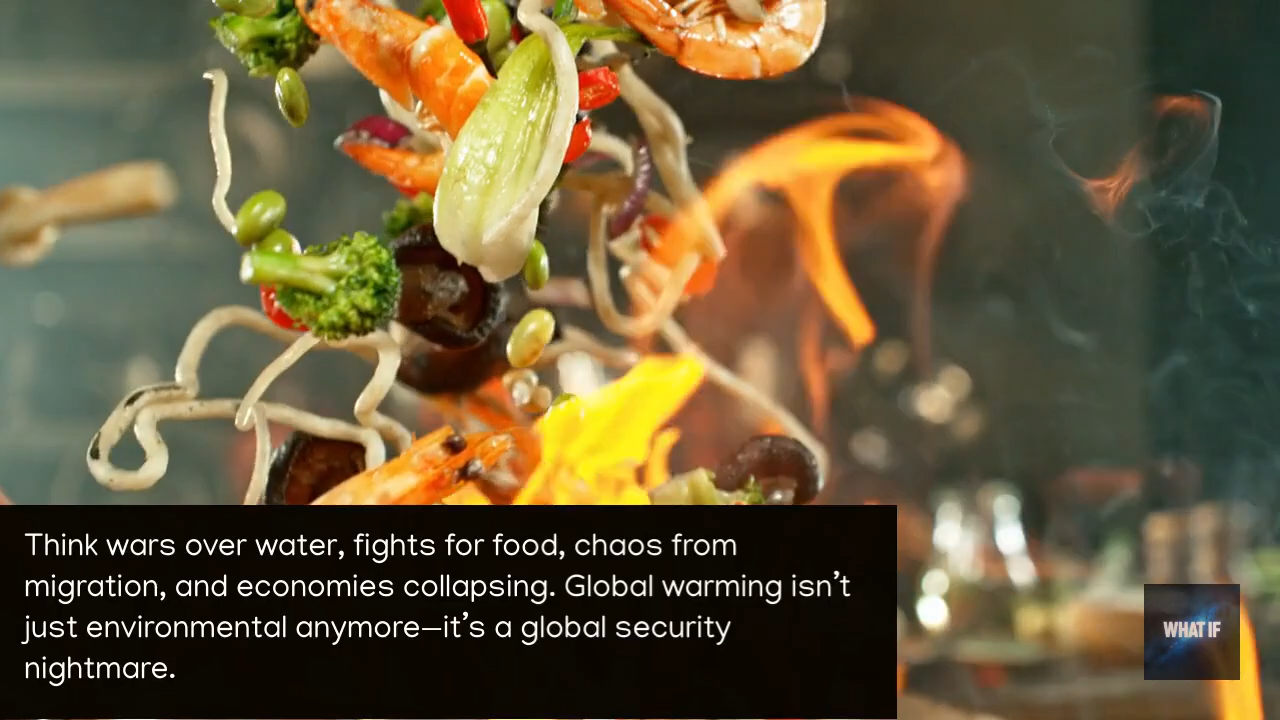 Think wars over water, fights for food, chaos from
migration, and economies collapsing. Global warming isn’t
just environmental anymore—it’s a global security
nightmare.
WHAT IF